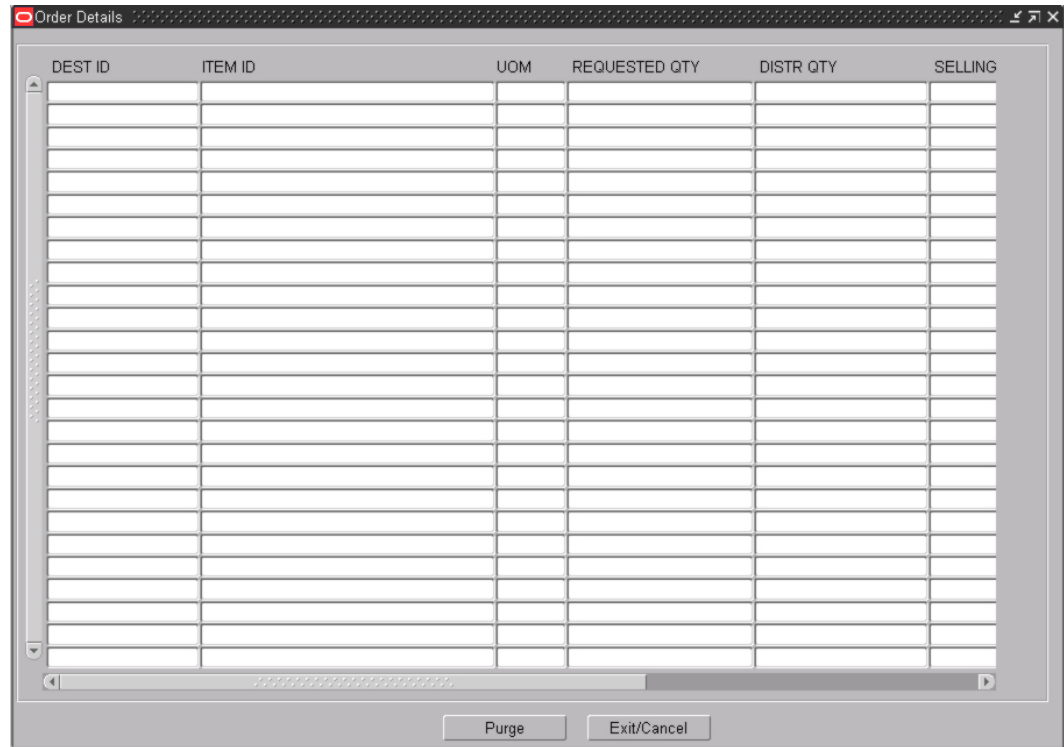 Order Details
DEST ID ITEM ID UOM REQUESTED QTY DISTR QTY SELLING
Purge Exit/Cancel